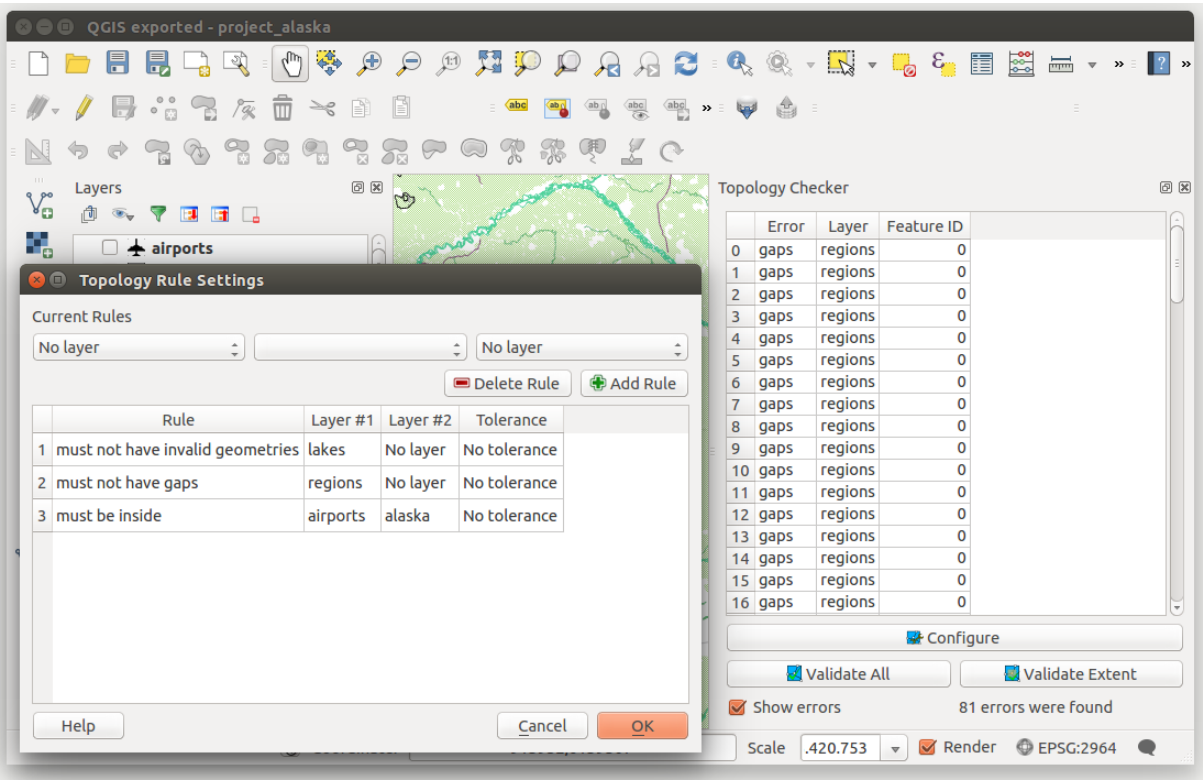 QGIS exported - project_alaska
1:1
?
abc
ab
ab
abc
abc
Layers
Topology Checker
airports
Error Layer Feature ID
0 gaps regions 0
1 gaps regions 0
2 gaps regions 0
3 gaps regions 0
4 gaps regions 0
5 gaps regions 0
6 gaps regions 0
7 gaps regions 0
8 gaps regions 0
9 gaps regions 0
10 gaps regions 0
11 gaps regions 0
12 gaps regions 0
13 gaps regions 0
14 gaps regions 0
15 gaps regions 0
16 gaps regions 0
Configure
Validate All Validate Extent
Show errors 81 errors were found
Topology Rule Settings
Current Rules
No layer No layer
Delete Rule Add Rule
Rule Layer #1 Layer #2 Tolerance
1 must not have invalid geometries lakes No layer No tolerance
2 must not have gaps regions No layer No tolerance
3 must be inside airports alaska No tolerance
Help Cancel OK
Scale .420.753 Render EPSG:2964